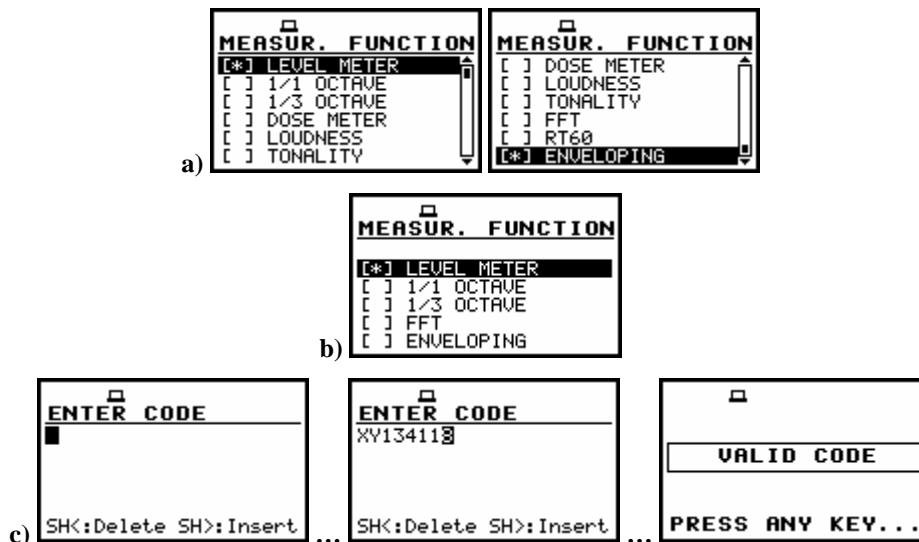 MEASUR. FUNCTION
[*] LEVEL METER
[ ] 1/1 OCTAVE
[ ] 1/3 OCTAVE
[ ] DOSE METER
[ ] LOUDNESS
[ ] TONALITY
a)
MEASUR. FUNCTION
[ ] DOSE METER
[ ] LOUDNESS
[ ] TONALITY
[ ] FFT
[ ] RT60
[*] ENVELOPING
MEASUR. FUNCTION
[*] LEVEL METER
[ ] 1/1 OCTAVE
[ ] 1/3 OCTAVE
[ ] FFT
[ ] ENVELOPING
b)
ENTER CODE
SH<:Delete SH>:Insert
c)
...
ENTER CODE
XY134118
SH<:Delete SH>:Insert
...
VALID CODE
PRESS ANY KEY...